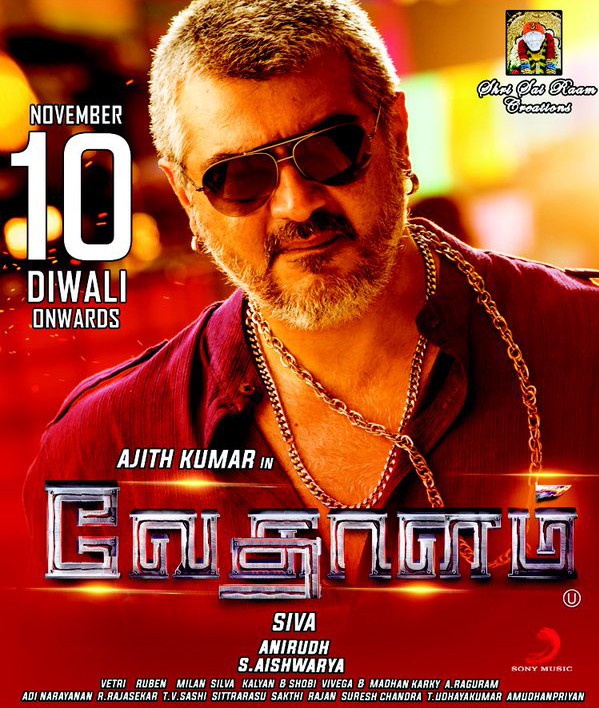 Shri Sai Raam
Creations
NOVEMBER
10
DIWALI
ONWARDS
AJITH KUMAR IN
வேதாளம்
U
SIVA
ANIRUDH
S.AISHWARYA
SONY MUSIC
VETRI RUBEN MILAN SILVA KALYAN B SHOBI VIVEGA B MADHAN KARKY A.RAGURAM
ADI NARAYANAN R.RAJASEKAR T.V.SASHI SITTRARASU SAKTHI RAJAN SURESH CHANDRA T.UDHAYAKUMAR AMUDHANPRIYAN